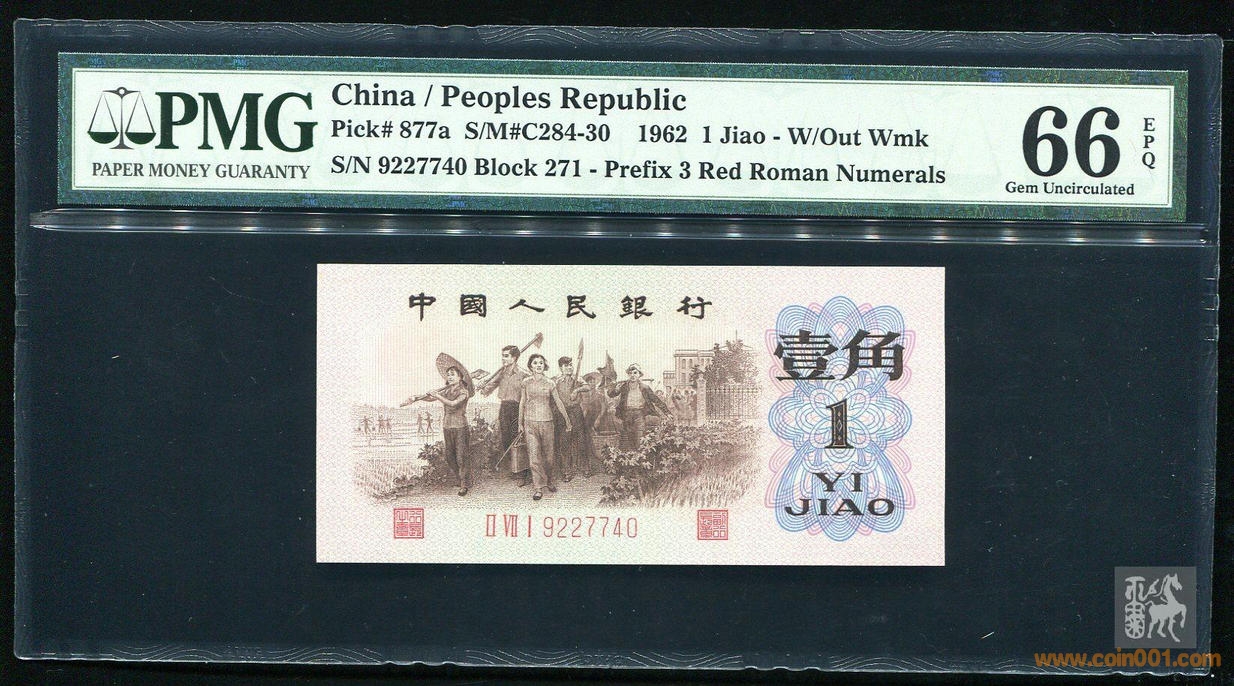 PMG
PAPER MONEY GUARANTY
China / Peoples Republic
Pick# 877a S/M#C284-30 1962 1 Jiao - W/Out Wmk
S/N 9227740 Block 271 - Prefix 3 Red Roman Numerals
66
EPQ
Gem Uncirculated
中國人民銀行
壹角
1
YI
JIAO
II VII I 9227740
www.coin001.com